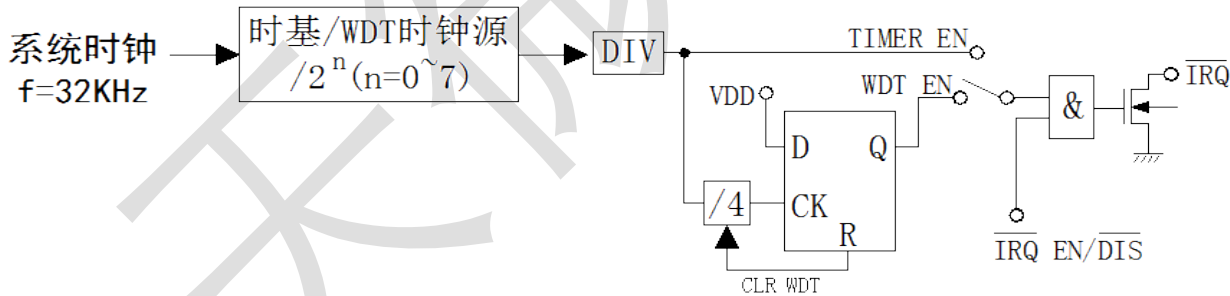 系统时钟
f=32KHz
时基/WDT时钟源
/2ⁿ(n=0~7)
DIV
TIMER EN
WDT EN
VDD
D
Q
CK
R
/4
CLR WDT
&
IRQ
IRQ EN/DIS